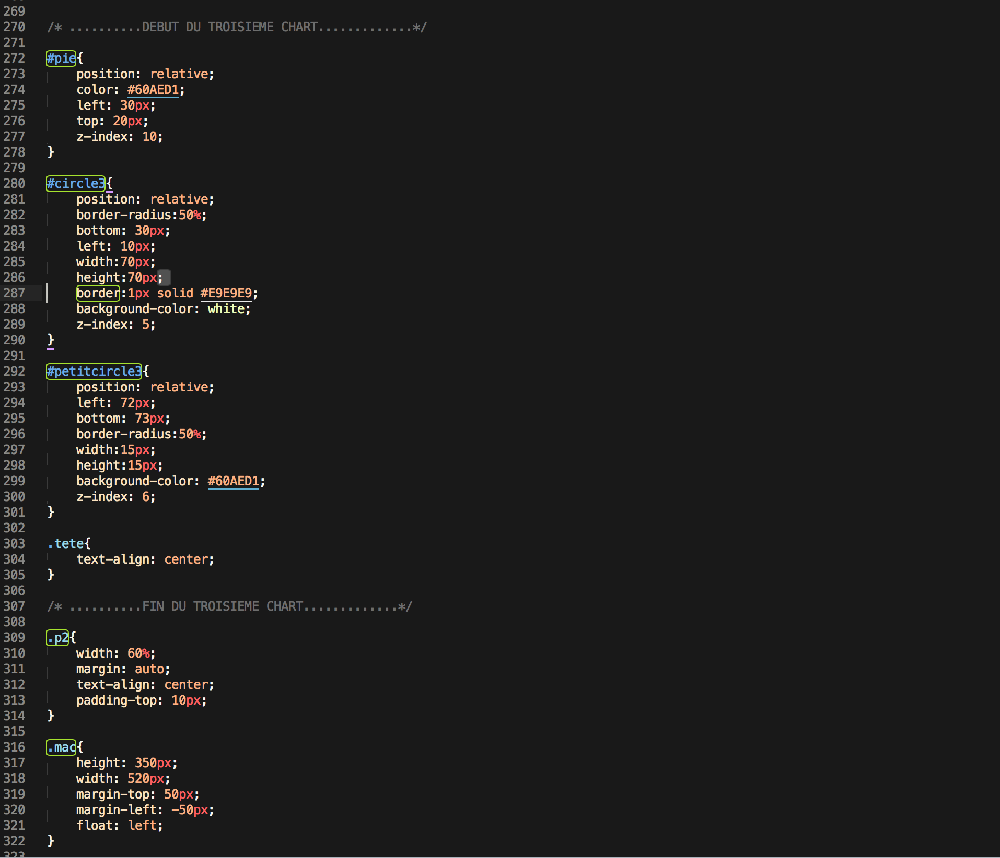 269
270 /* ..........DEBUT DU TROISIEME CHART.............*/
271
272 #pie{
273 position: relative;
274 color: #60AED1;
275 left: 30px;
276 top: 20px;
277 z-index: 10;
278 }
279
280 #circle3{
281 position: relative;
282 border-radius:50%;
283 bottom: 30px;
284 left: 10px;
285 width:70px;
286 height:70px;
287 border:1px solid #E9E9E9;
288 background-color: white;
289 z-index: 5;
290 }
291
292 #petitcircle3{
293 position: relative;
294 left: 72px;
295 bottom: 73px;
296 border-radius:50%;
297 width:15px;
298 height:15px;
299 background-color: #60AED1;
300 z-index: 6;
301 }
302
303 .tete{
304 text-align: center;
305 }
306
307 /* ..........FIN DU TROISIEME CHART.............*/
308
309 .p2{
310 width: 60%;
311 margin: auto;
312 text-align: center;
313 padding-top: 10px;
314 }
315
316 .mac{
317 height: 350px;
318 width: 520px;
319 margin-top: 50px;
320 margin-left: -50px;
321 float: left;
322 }
323